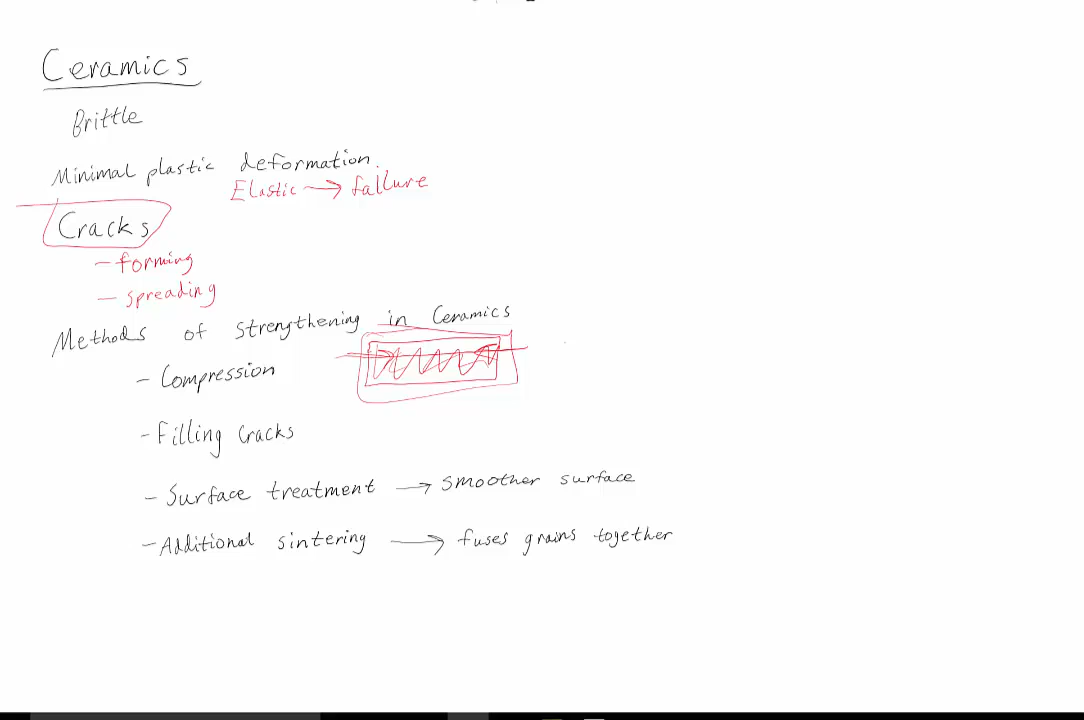 Ceramics
Brittle
Minimal plastic deformation.
Elastic → failure
Cracks
- forming
- spreading
Methods of strengthening in Ceramics
- Compression
- Filling cracks
- Surface treatment → smoother surface
- Additional sintering → fuses grains together